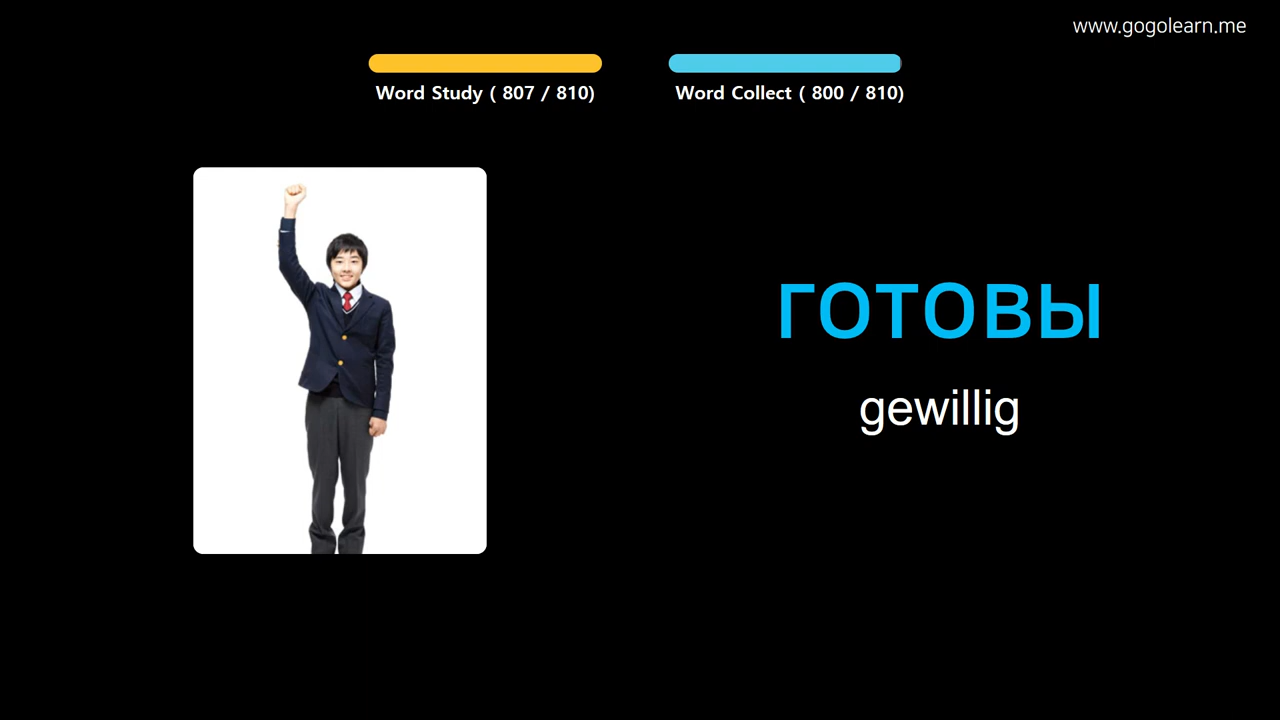 www.gogolearn.me
Word Study ( 807 / 810)
Word Collect ( 800 / 810)
готовы
gewillig